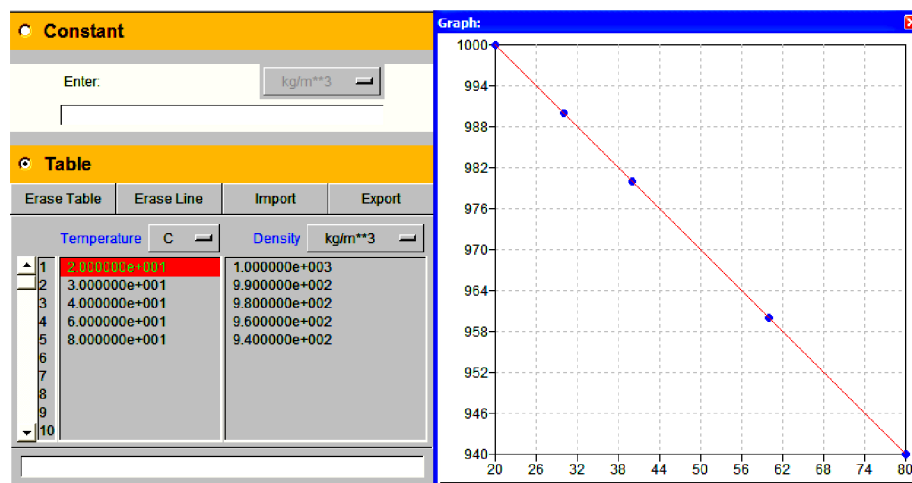 Constant
Enter:
kg/m**3
Table
Erase Table Erase Line Import Export
Temperature C Density kg/m**3
1 2.000000e+001 1.000000e+003
2 3.000000e+001 9.900000e+002
3 4.000000e+001 9.800000e+002
4 6.000000e+001 9.600000e+002
5 8.000000e+001 9.400000e+002
6
7
8
9
10
Graph:
1000
994
988
982
976
970
964
958
952
946
940
20 26 32 38 44 50 56 62 68 74 80